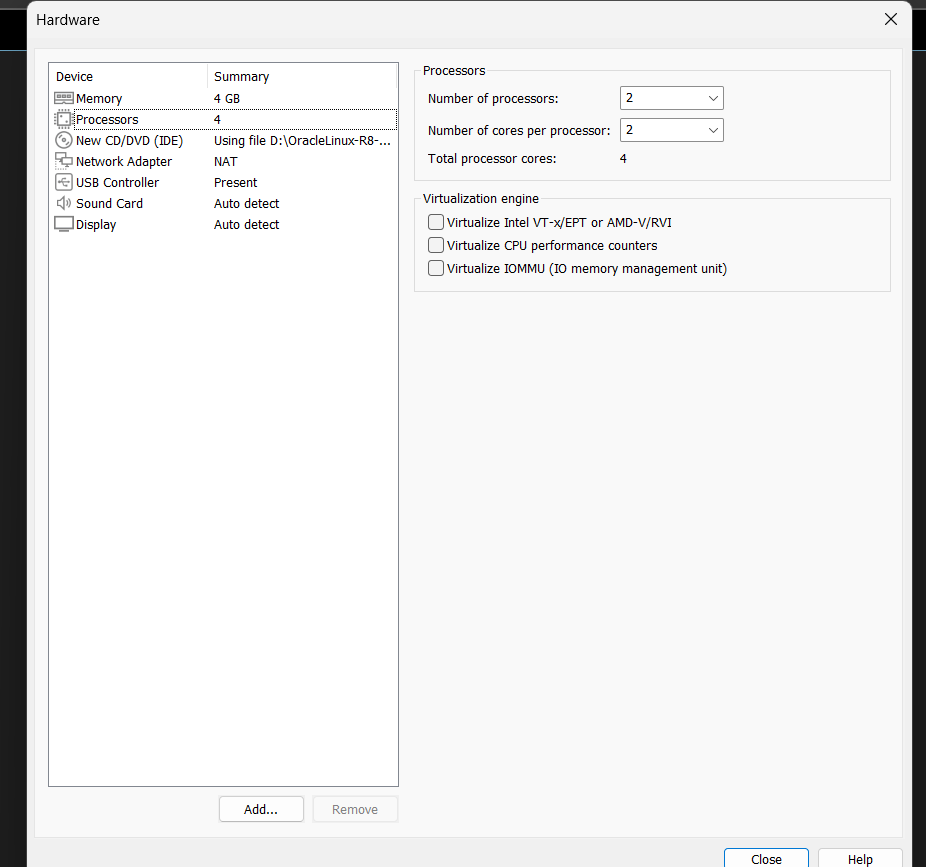 Hardware
Device Summary
Memory 4 GB
Processors 4
New CD/DVD (IDE) Using file D:\OracleLinux-R8-...
Network Adapter NAT
USB Controller Present
Sound Card Auto detect
Display Auto detect
Add... Remove
Processors
Number of processors: 2
Number of cores per processor: 2
Total processor cores: 4
Virtualization engine
Virtualize Intel VT-x/EPT or AMD-V/RVI
Virtualize CPU performance counters
Virtualize IOMMU (IO memory management unit)
Close Help